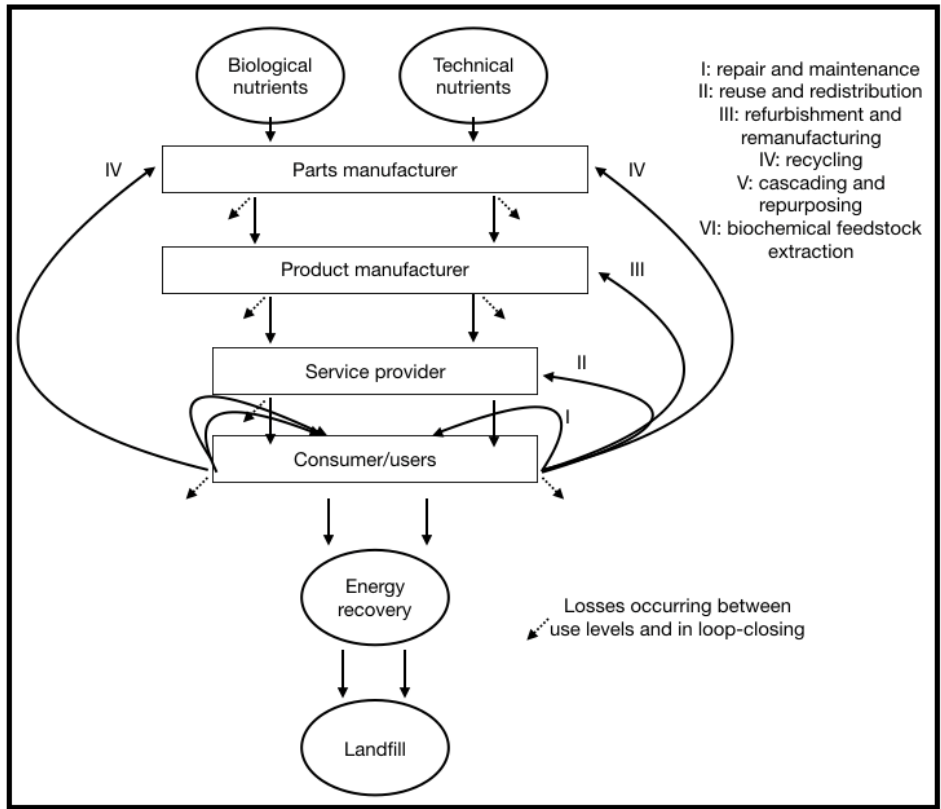 Biological
nutrients
Technical
nutrients
I: repair and maintenance
II: reuse and redistribution
III: refurbishment and
remanufacturing
IV: recycling
V: cascading and
repurposing
VI: biochemical feedstock
extraction
IV
Parts manufacturer
IV
Product manufacturer
III
Service provider
II
I
Consumer/users
Energy
recovery
Losses occurring between
use levels and in loop-closing
Landfill